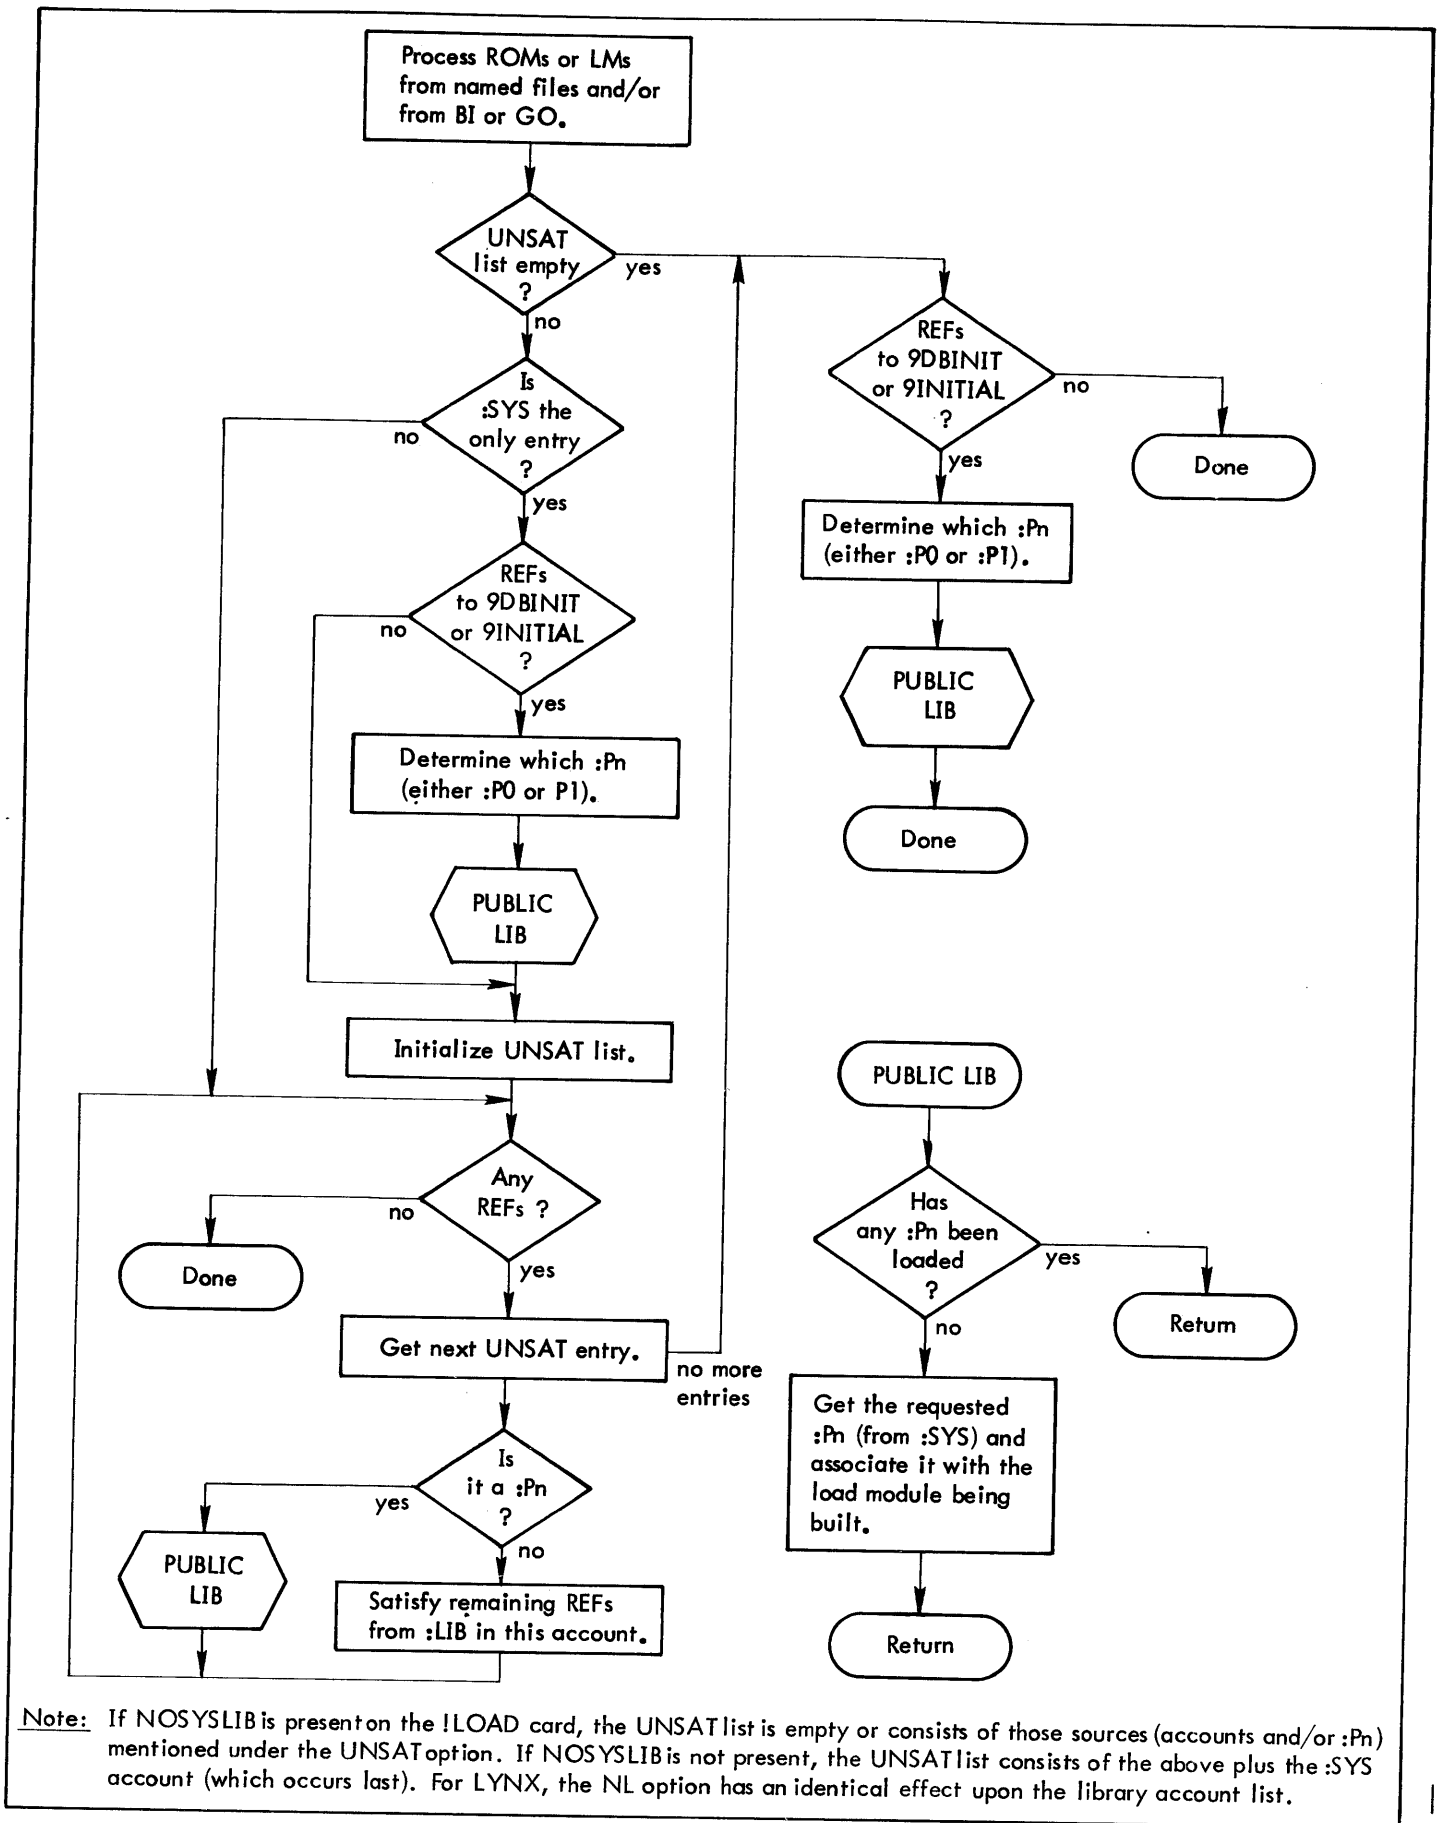 Process ROMs or LMs
from named files and/or
from BI or GO.
UNSAT
list empty
?
yes
no
Is
:SYS the
only entry
?
no
yes
REFs
to 9DBINIT
or 9INITIAL
?
no
yes
Determine which :Pn
(either :P0 or P1).
PUBLIC
LIB
Initialize UNSAT list.
Any
REFs ?
no
Done
yes
Get next UNSAT entry.
no more
entries
Is
it a :Pn
?
yes
no
PUBLIC
LIB
Satisfy remaining REFs
from :LIB in this account.
REFs
to 9DBINIT
or 9INITIAL
?
no
Done
yes
Determine which :Pn
(either :P0 or :P1).
PUBLIC
LIB
Done
PUBLIC LIB
Has
any :Pn been
loaded
?
yes
Return
no
Get the requested
:Pn (from :SYS) and
associate it with the
load module being
built.
Return
Note: If NOSYSLIB is present on the !LOAD card, the UNSAT list is empty or consists of those sources (accounts and/or :Pn)
mentioned under the UNSAT option. If NOSYSLIB is not present, the UNSAT list consists of the above plus the :SYS
account (which occurs last). For LYNX, the NL option has an identical effect upon the library account list.